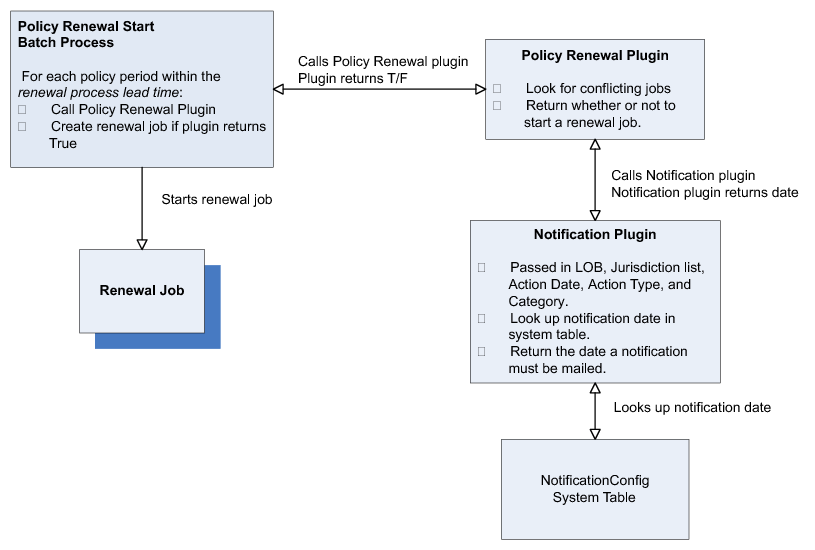 Policy Renewal Start
Batch Process
For each policy period within the
renewal process lead time:
Call Policy Renewal Plugin
Create renewal job if plugin returns
True
Calls Policy Renewal plugin
Plugin returns T/F
Policy Renewal Plugin
Look for conflicting jobs
Return whether or not to
start a renewal job.
Calls Notification plugin
Notification plugin returns date
Starts renewal job
Renewal Job
Notification Plugin
Passed in LOB, Jurisdiction list,
Action Date, Action Type, and
Category.
Look up notification date in
system table.
Return the date a notification
must be mailed.
Looks up notification date
NotificationConfig
System Table